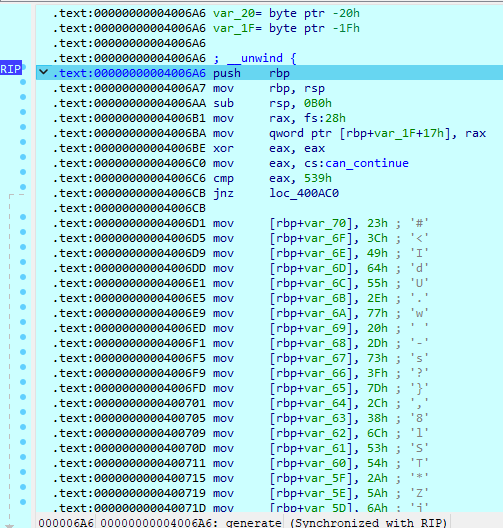 .text:00000000004006A6 var_20= byte ptr -20h
.text:00000000004006A6 var_1F= byte ptr -1Fh
.text:00000000004006A6
.text:00000000004006A6 ; __unwind {
RIP .text:00000000004006A6 push rbp
.text:00000000004006A7 mov rbp, rsp
.text:00000000004006AA sub rsp, 0B0h
.text:00000000004006B1 mov rax, fs:28h
.text:00000000004006BA mov qword ptr [rbp+var_1F+17h], rax
.text:00000000004006BE xor eax, eax
.text:00000000004006C0 mov eax, cs:can_continue
.text:00000000004006C6 cmp eax, 539h
.text:00000000004006CB jnz loc_400AC0
.text:00000000004006CB
.text:00000000004006D1 mov [rbp+var_70], 23h ; '#'
.text:00000000004006D5 mov [rbp+var_6F], 3Ch ; '<'
.text:00000000004006D9 mov [rbp+var_6E], 49h ; 'I'
.text:00000000004006DD mov [rbp+var_6D], 64h ; 'd'
.text:00000000004006E1 mov [rbp+var_6C], 55h ; 'U'
.text:00000000004006E5 mov [rbp+var_6B], 2Eh ; '.'
.text:00000000004006E9 mov [rbp+var_6A], 77h ; 'w'
.text:00000000004006ED mov [rbp+var_69], 20h ; ' '
.text:00000000004006F1 mov [rbp+var_68], 2Dh ; '-'
.text:00000000004006F5 mov [rbp+var_67], 73h ; 's'
.text:00000000004006F9 mov [rbp+var_66], 3Fh ; '?'
.text:00000000004006FD mov [rbp+var_65], 7Dh ; '}'
.text:0000000000400701 mov [rbp+var_64], 2Ch ; ','
.text:0000000000400705 mov [rbp+var_63], 38h ; '8'
.text:0000000000400709 mov [rbp+var_62], 6Ch ; 'l'
.text:000000000040070D mov [rbp+var_61], 53h ; 'S'
.text:0000000000400711 mov [rbp+var_60], 54h ; 'T'
.text:0000000000400715 mov [rbp+var_5F], 2Ah ; '*'
.text:0000000000400719 mov [rbp+var_5E], 5Ah ; 'Z'
.text:000000000040071D mov [rbp+var_5D], 6Ah ; 'j'
000006A6 00000000004006A6: generate (Synchronized with RIP)